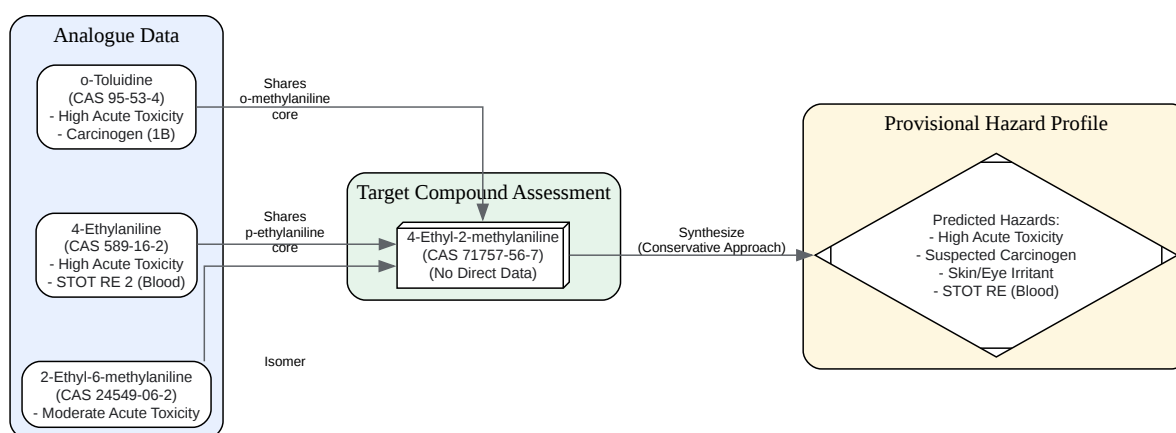 Analogue Data
o-Toluidine
(CAS 95-53-4)
- High Acute Toxicity
- Carcinogen (1B)
Shares
o-methylaniline
core
4-Ethylaniline
(CAS 589-16-2)
- High Acute Toxicity
- STOT RE 2 (Blood)
Shares
p-ethylaniline
core
2-Ethyl-6-methylaniline
(CAS 24549-06-2)
- Moderate Acute Toxicity
Isomer
Target Compound Assessment
4-Ethyl-2-methylaniline
(CAS 71757-56-7)
(No Direct Data)
Synthesize
(Conservative Approach)
Provisional Hazard Profile
Predicted Hazards:
- High Acute Toxicity
- Suspected Carcinogen
- Skin/Eye Irritant
- STOT RE (Blood)